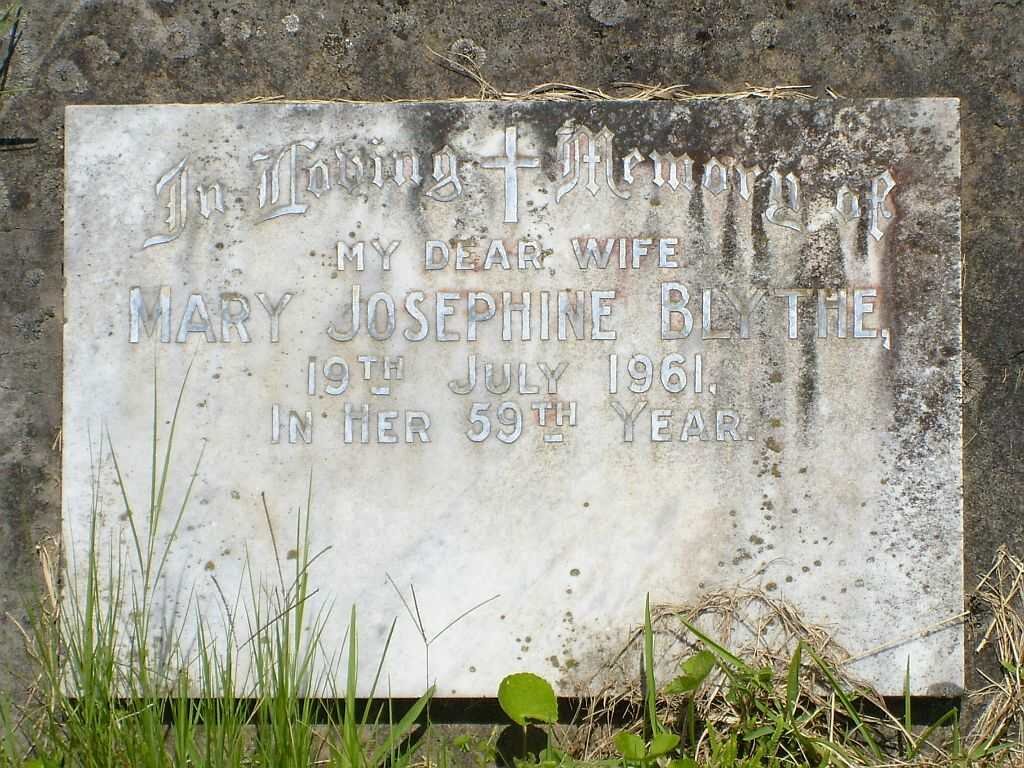 In Loving Memory of
MY DEAR WIFE
MARY JOSEPHINE BLYTHE,
19TH JULY 1961,
IN HER 59TH YEAR.